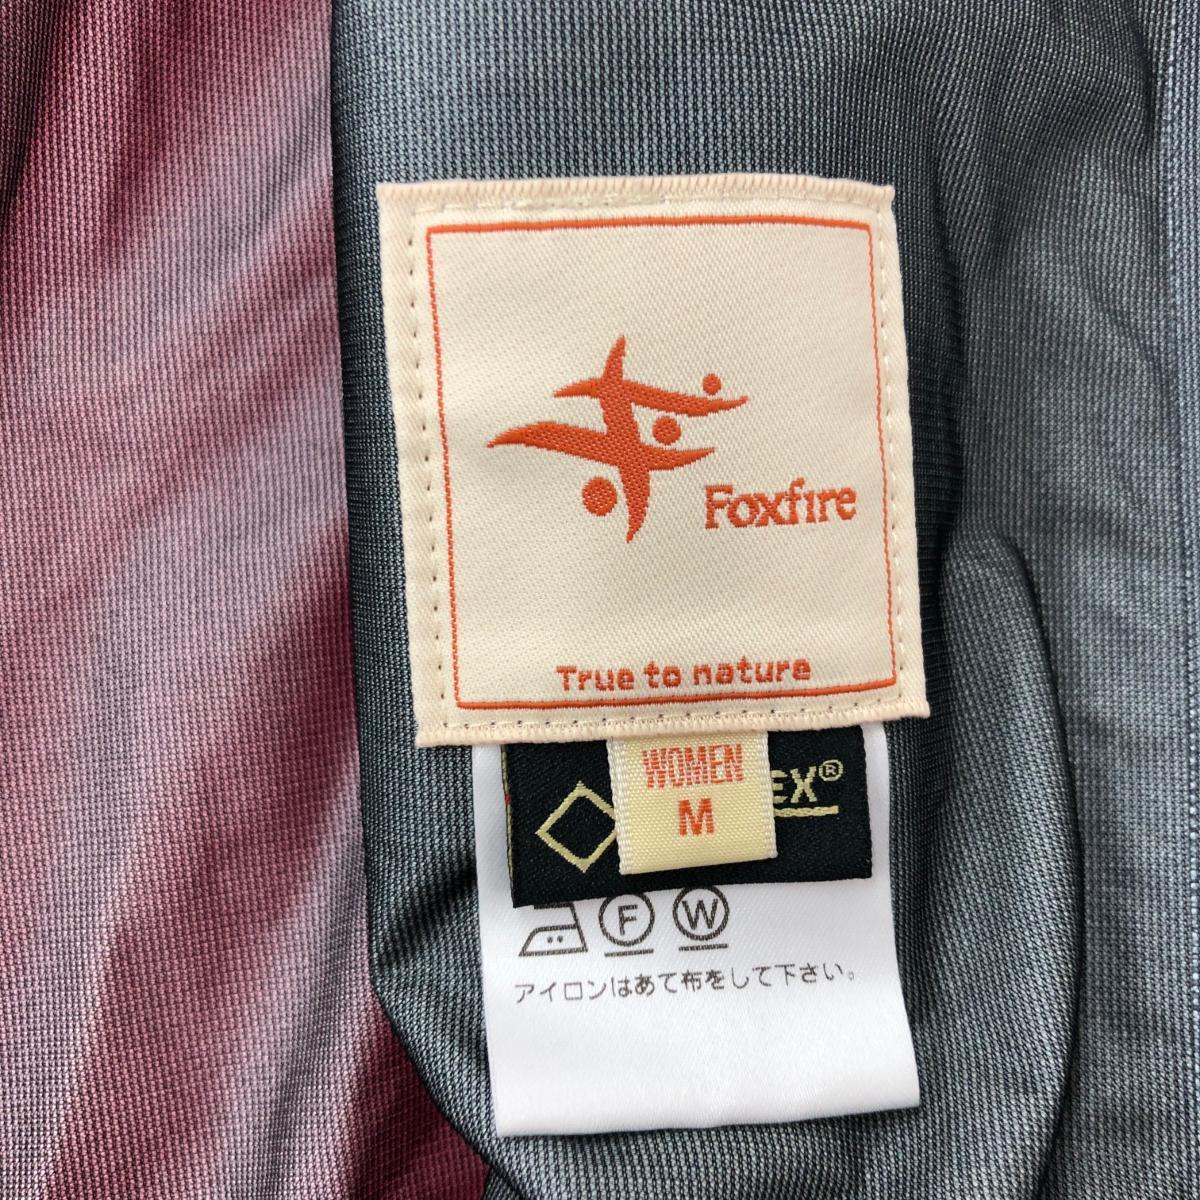 Foxfire
True to nature
WOMEN
M
EX®
F W
アイロンはあて布をして下さい。